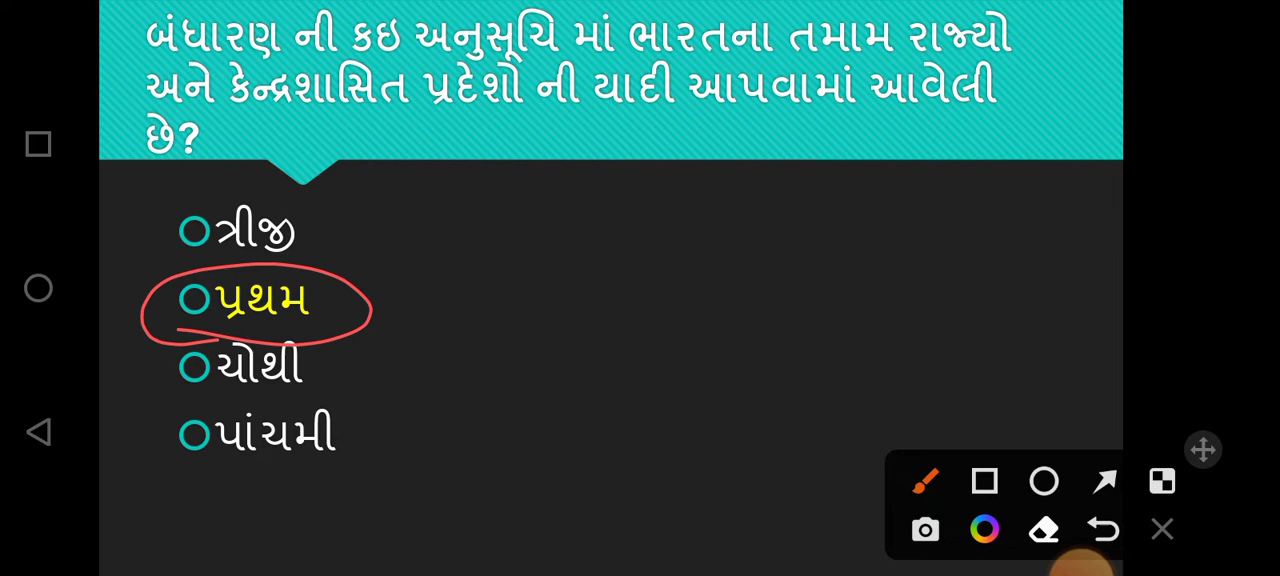 બંધારણ ની કઇ અનુસૂચિ માં ભારતના તમામ રાજ્યો
અને કેન્દ્રશાસિત પ્રદેશો ની યાદી આપવામાં આવેલી
છે?
ત્રીજી
પ્રથમ
ચોથી
પાંચમી